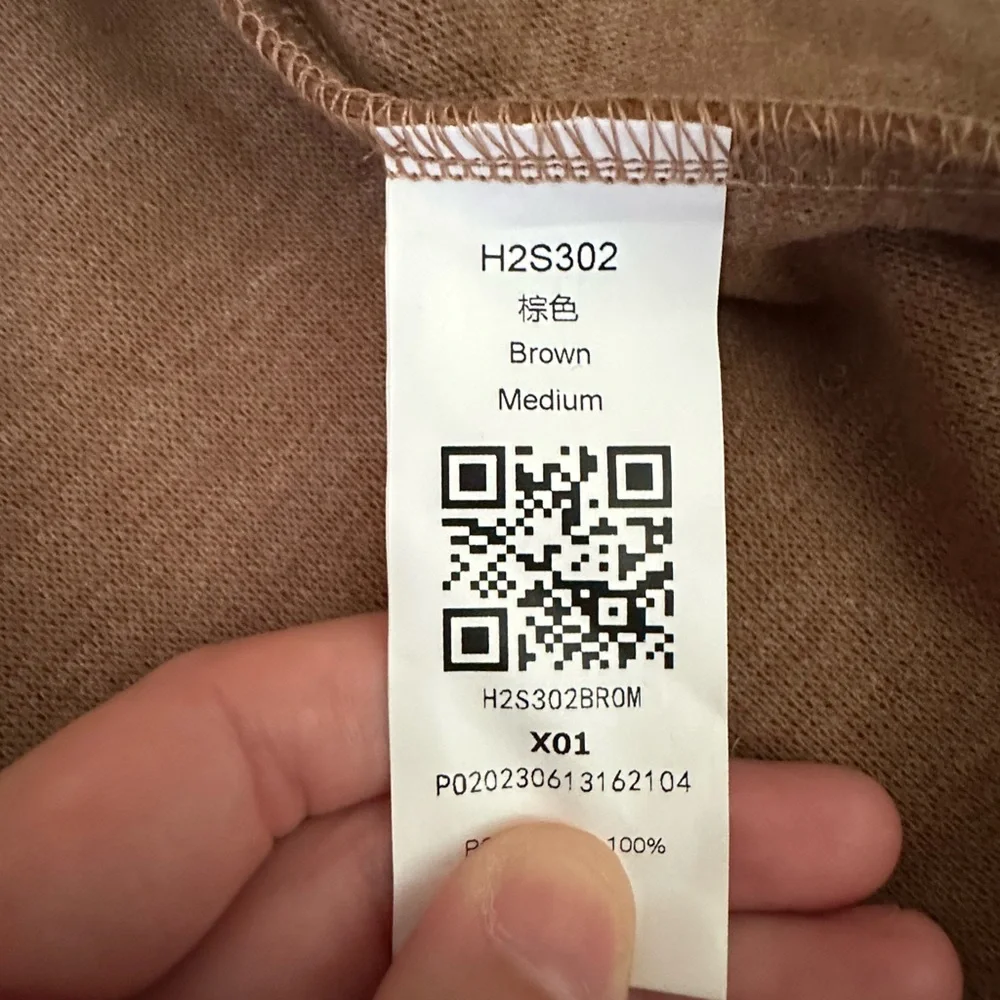 H2S302
棕色
Brown
Medium
H2S302BROM
X01
P020230613162104
100%